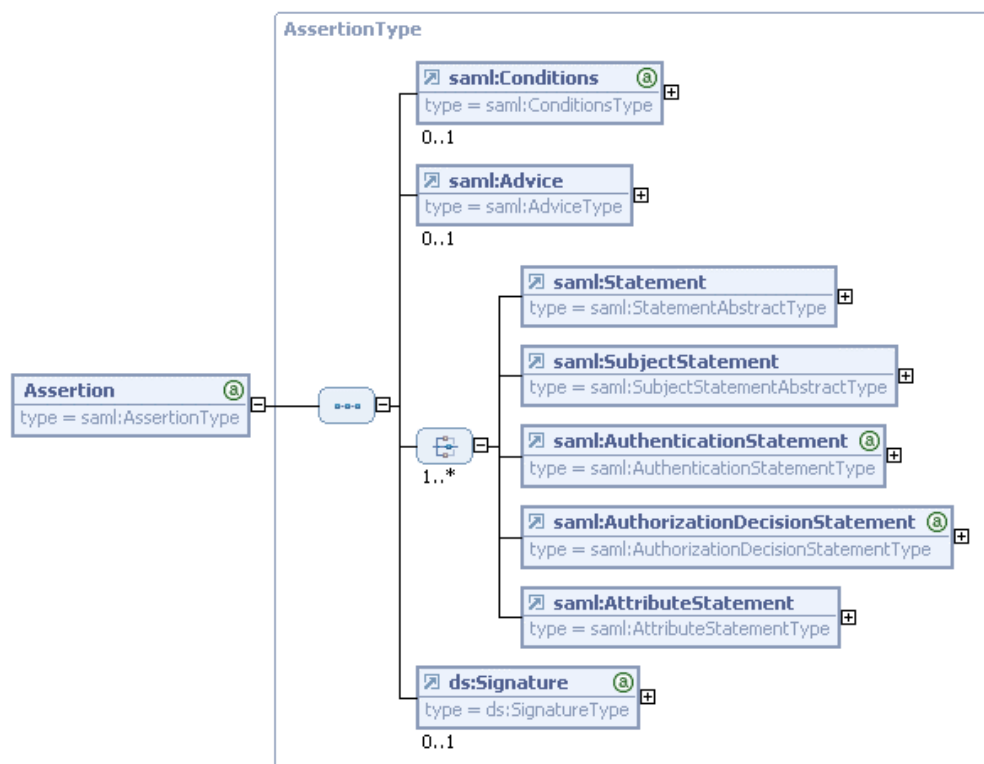 AssertionType
saml:Conditions a
type = saml:ConditionsType
0..1
saml:Advice
type = saml:AdviceType
0..1
saml:Statement
type = saml:StatementAbstractType
saml:SubjectStatement
type = saml:SubjectStatementAbstractType
Assertion a
type = saml:AssertionType
saml:AuthenticationStatement a
type = saml:AuthenticationStatementType
1..*
saml:AuthorizationDecisionStatement a
type = saml:AuthorizationDecisionStatementType
saml:AttributeStatement
type = saml:AttributeStatementType
ds:Signature a
type = ds:SignatureType
0..1